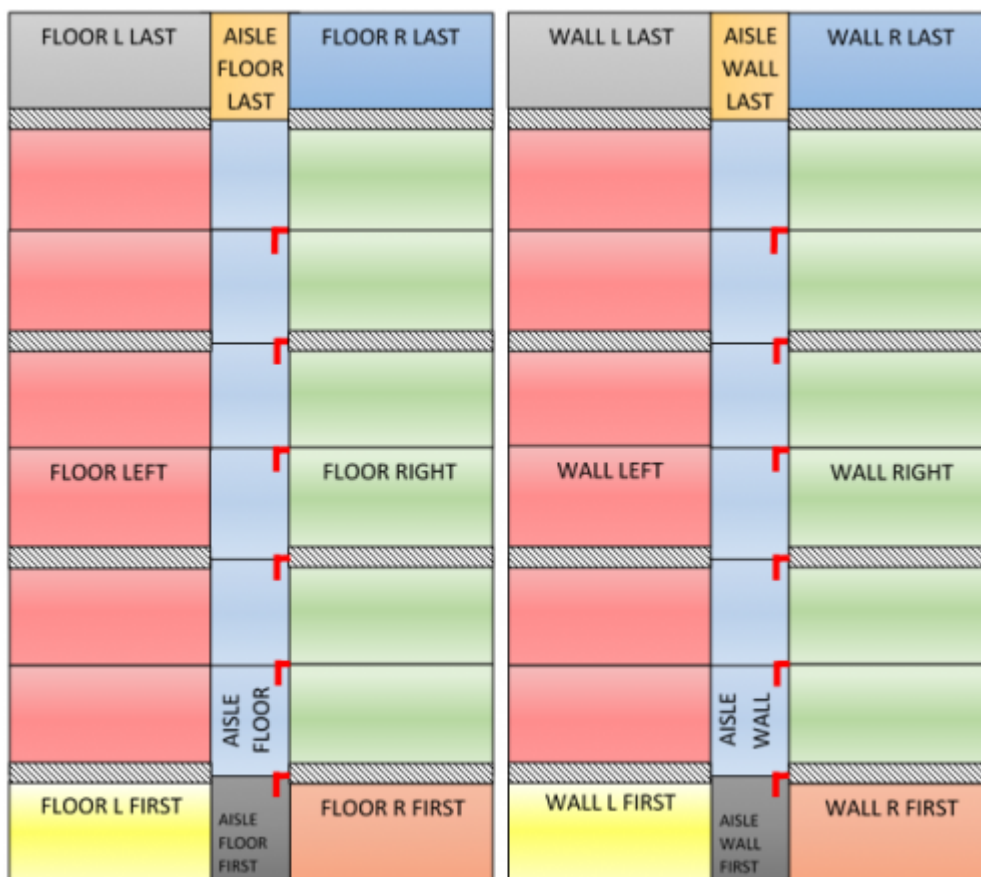 FLOOR L LAST
AISLE
FLOOR
LAST
FLOOR R LAST
WALL L LAST
AISLE
WALL
LAST
WALL R LAST
FLOOR LEFT
FLOOR RIGHT
WALL LEFT
WALL RIGHT
AISLE
FLOOR
AISLE
WALL
FLOOR L FIRST
AISLE
FLOOR
FIRST
FLOOR R FIRST
WALL L FIRST
AISLE
WALL
FIRST
WALL R FIRST